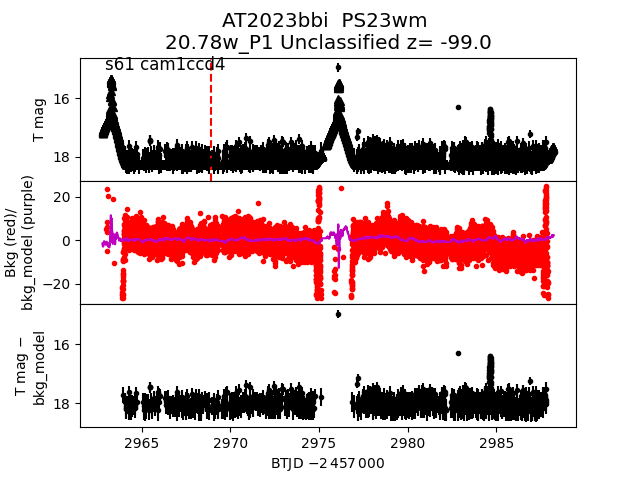 AT2023bbi PS23wm
20.78w_P1 Unclassified z= -99.0
s61 cam1ccd4
T mag
16
18
Bkg (red)/
bkg_model (purple)
20
0
−20
T mag −
bkg_model
16
18
2965 2970 2975 2980 2985
BTJD −2 457 000